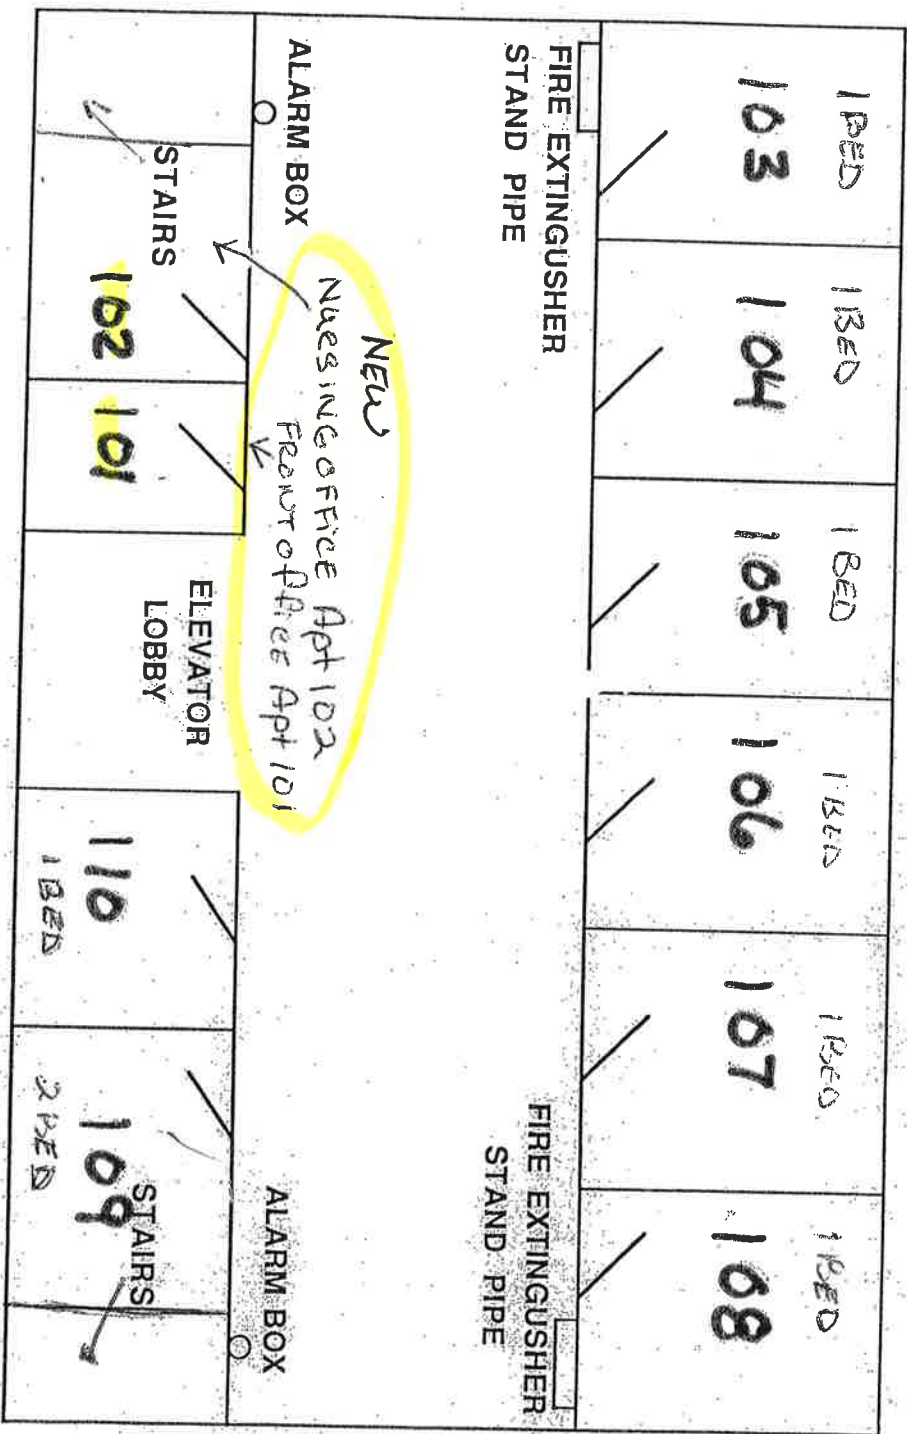 1 BED
103
1 BED
104
1 BED
105
1 BED
106
1 BED
107
1 BED
108
FIRE EXTINGUSHER
STAND PIPE
FIRE EXTINGUSHER
STAND PIPE
NEW
NURSING OFFICE Apt 102
FRONT OFFICE Apt 101
ALARM BOX
ALARM BOX
STAIRS
102
101
ELEVATOR
LOBBY
110
1 BED
109
2 BED
STAIRS